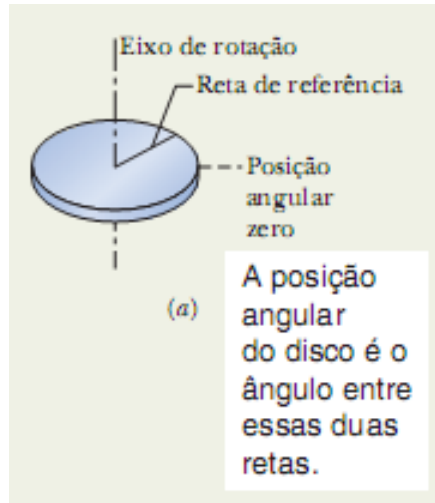 Eixo de rotação
Reta de referência
Posição
angular
zero
(a)
A posição
angular
do disco é o
ângulo entre
essas duas
retas.